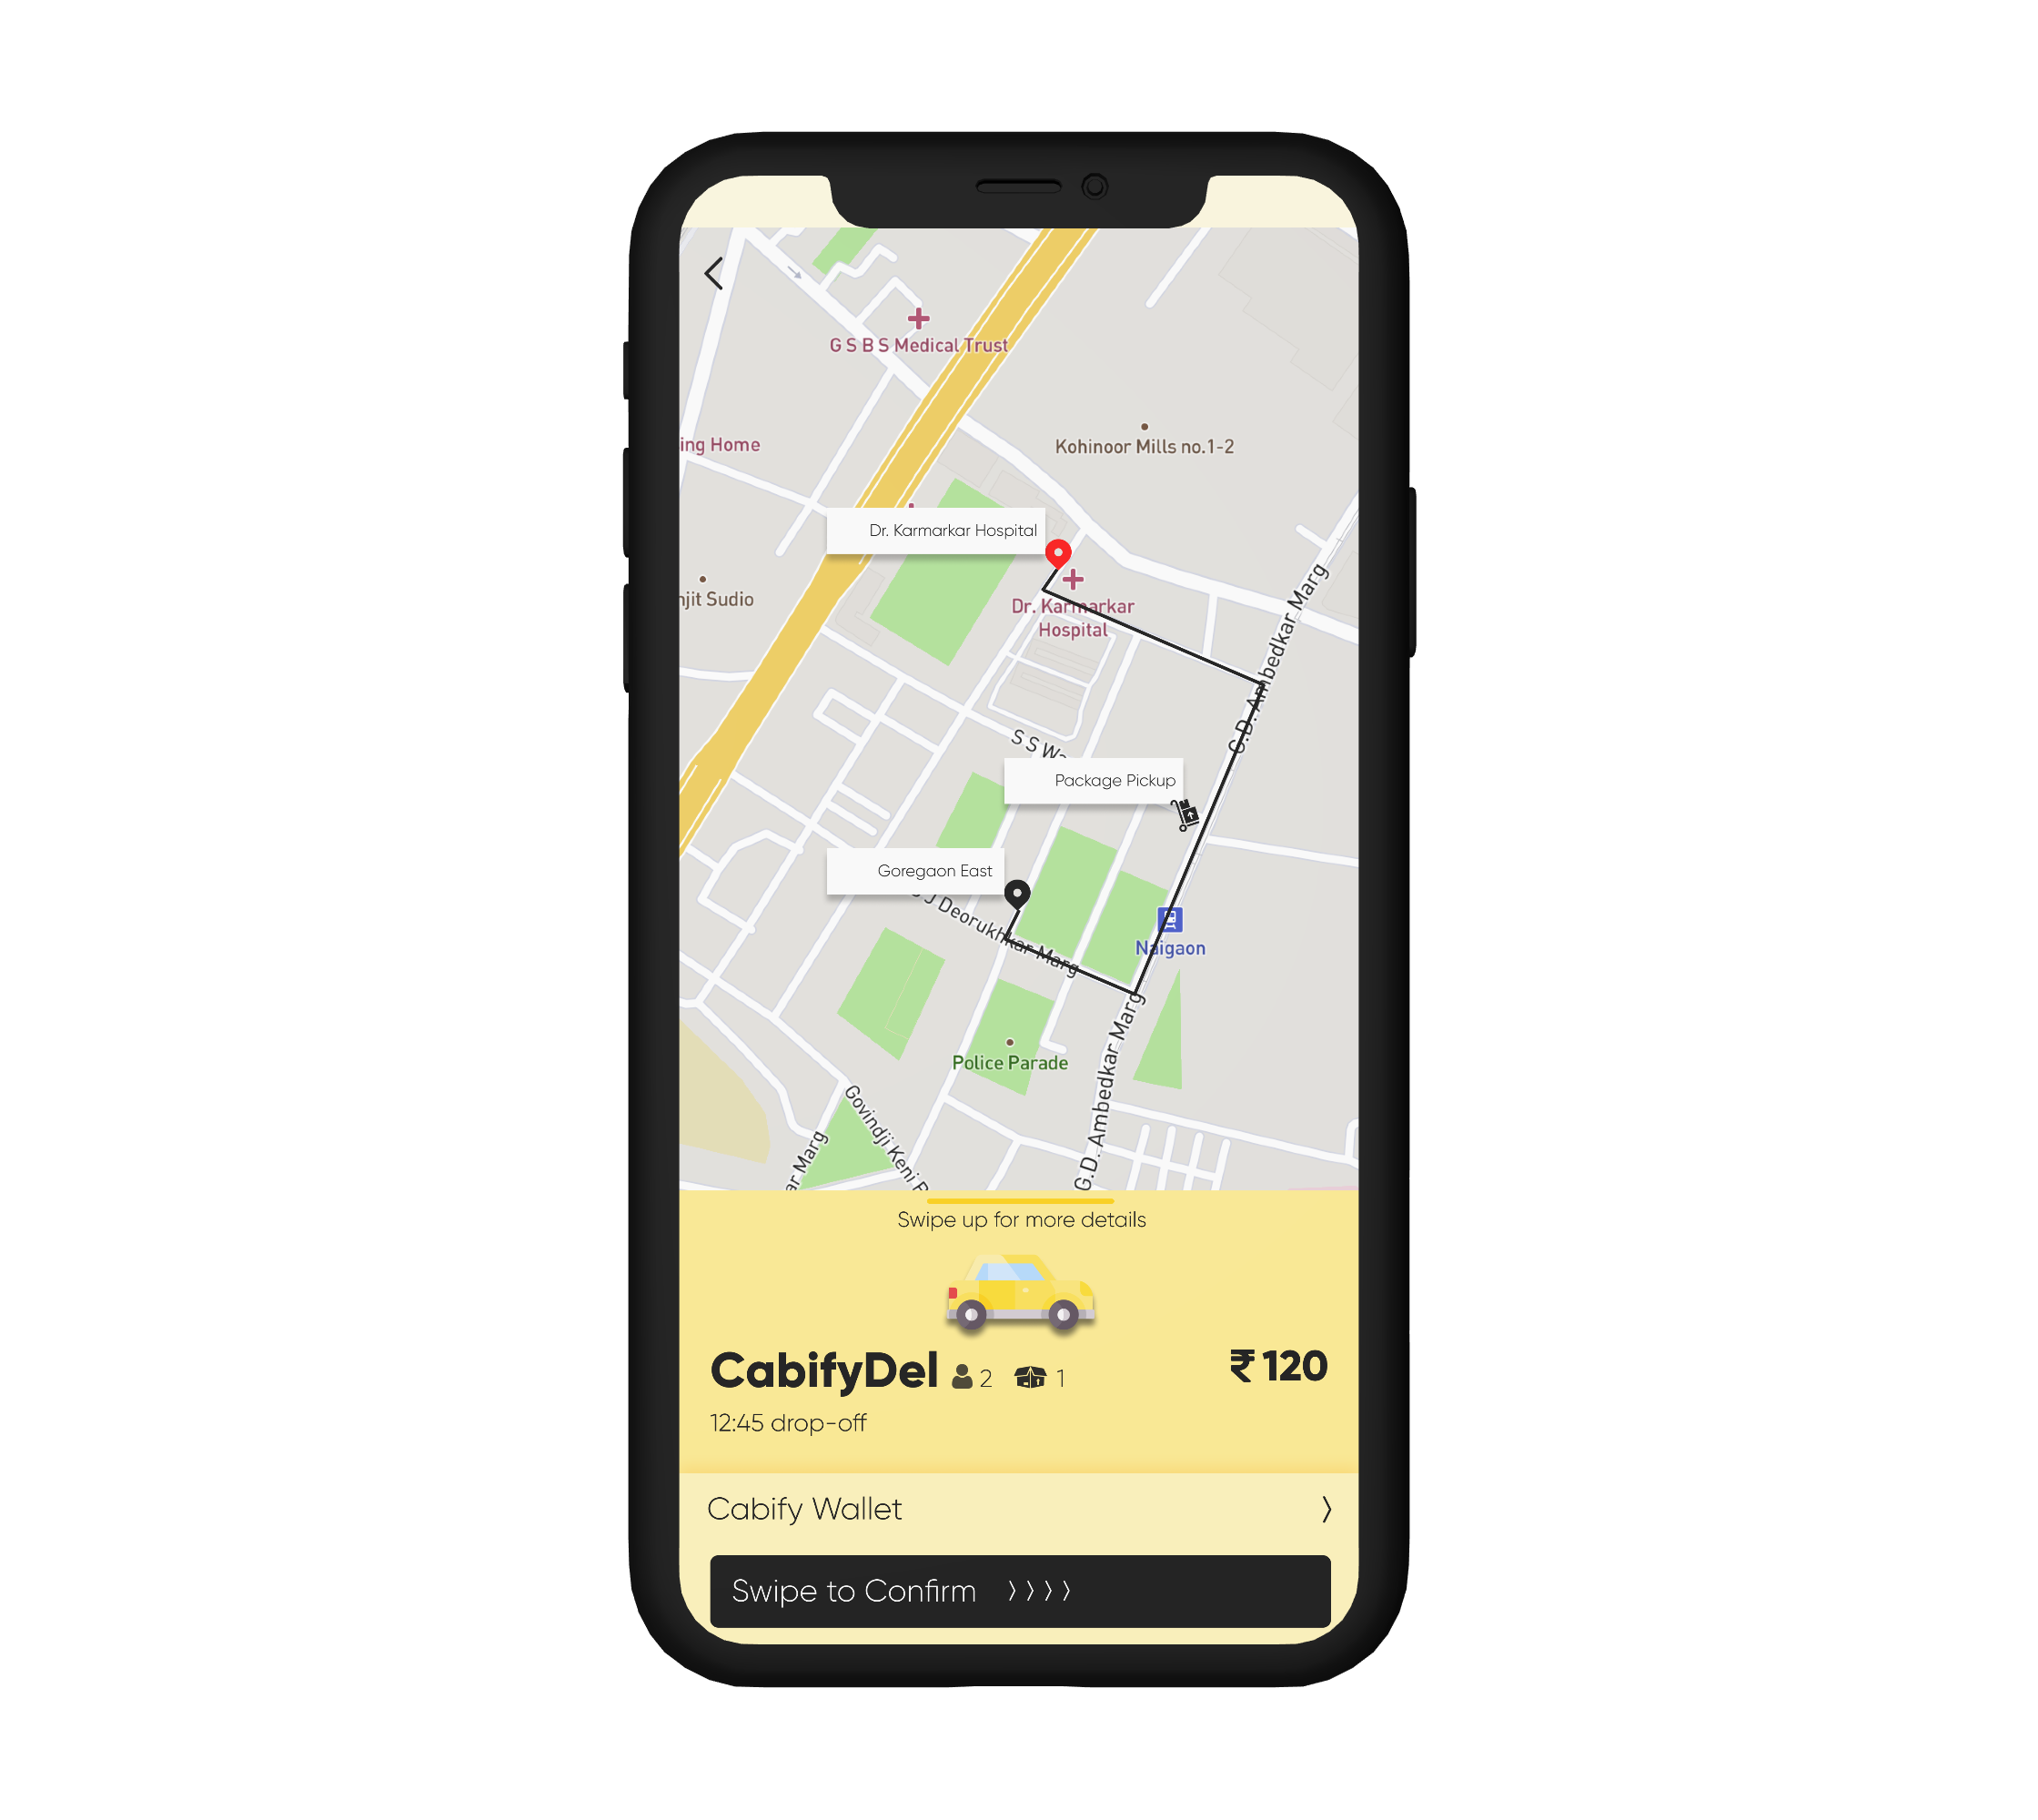 G S B S Medical Trust
ing Home
Kohinoor Mills no.1-2
Dr. Karmarkar Hospital
njit Sudio
Dr. Karmarkar
Hospital
G.D. Ambedkar Marg
S S Wa
Package Pickup
Goregaon East
J Deorukhkar Marg
Naigaon
Police Parade
G.D. Ambedkar Marg
Govindji Keni R
ar Marg
Swipe up for more details
CabifyDel 2 1
₹ 120
12:45 drop-off
Cabify Wallet
Swipe to Confirm